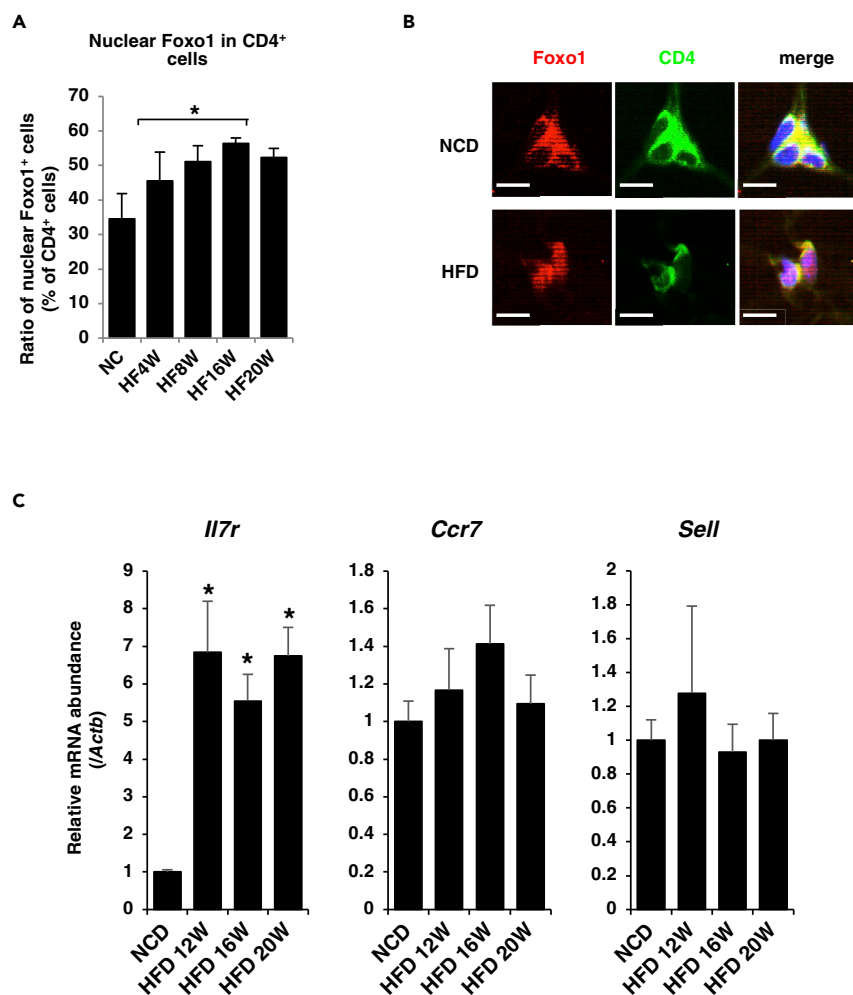 A
Nuclear Foxo1 in CD4⁺
cells
Ratio of nuclear Foxo1⁺ cells
(% of CD4⁺ cells)
70
60
50
40
30
20
10
0
*
NC
HF4W
HF8W
HF16W
HF20W
B
Foxo1
CD4
merge
NCD
HFD
C
Il7r
Relative mRNA abundance
(/Actb)
9
8
7
6
5
4
3
2
1
0
*
*
*
NCD
HFD 12W
HFD 16W
HFD 20W
Ccr7
1.8
1.6
1.4
1.2
1
0.8
0.6
0.4
0.2
0
NCD
HFD 12W
HFD 16W
HFD 20W
Sell
2
1.8
1.6
1.4
1.2
1
0.8
0.6
0.4
0.2
0
NCD
HFD 12W
HFD 16W
HFD 20W